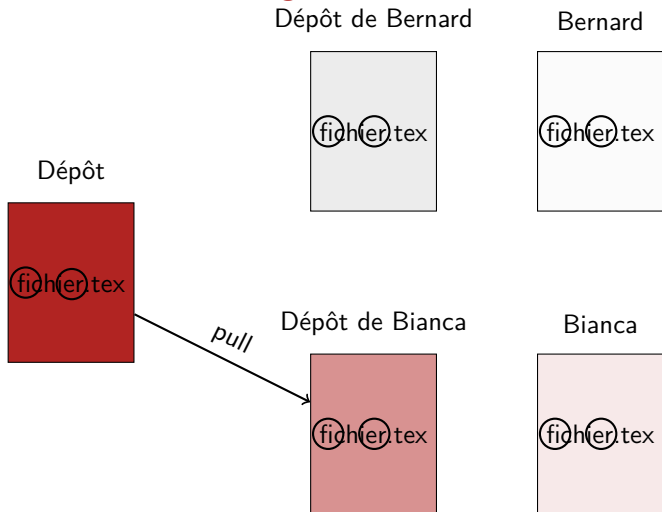 Dépôt de Bernard
Bernard
fichier.tex
fichier.tex
Dépôt
fichier.tex
pull
Dépôt de Bianca
Bianca
fichier.tex
fichier.tex